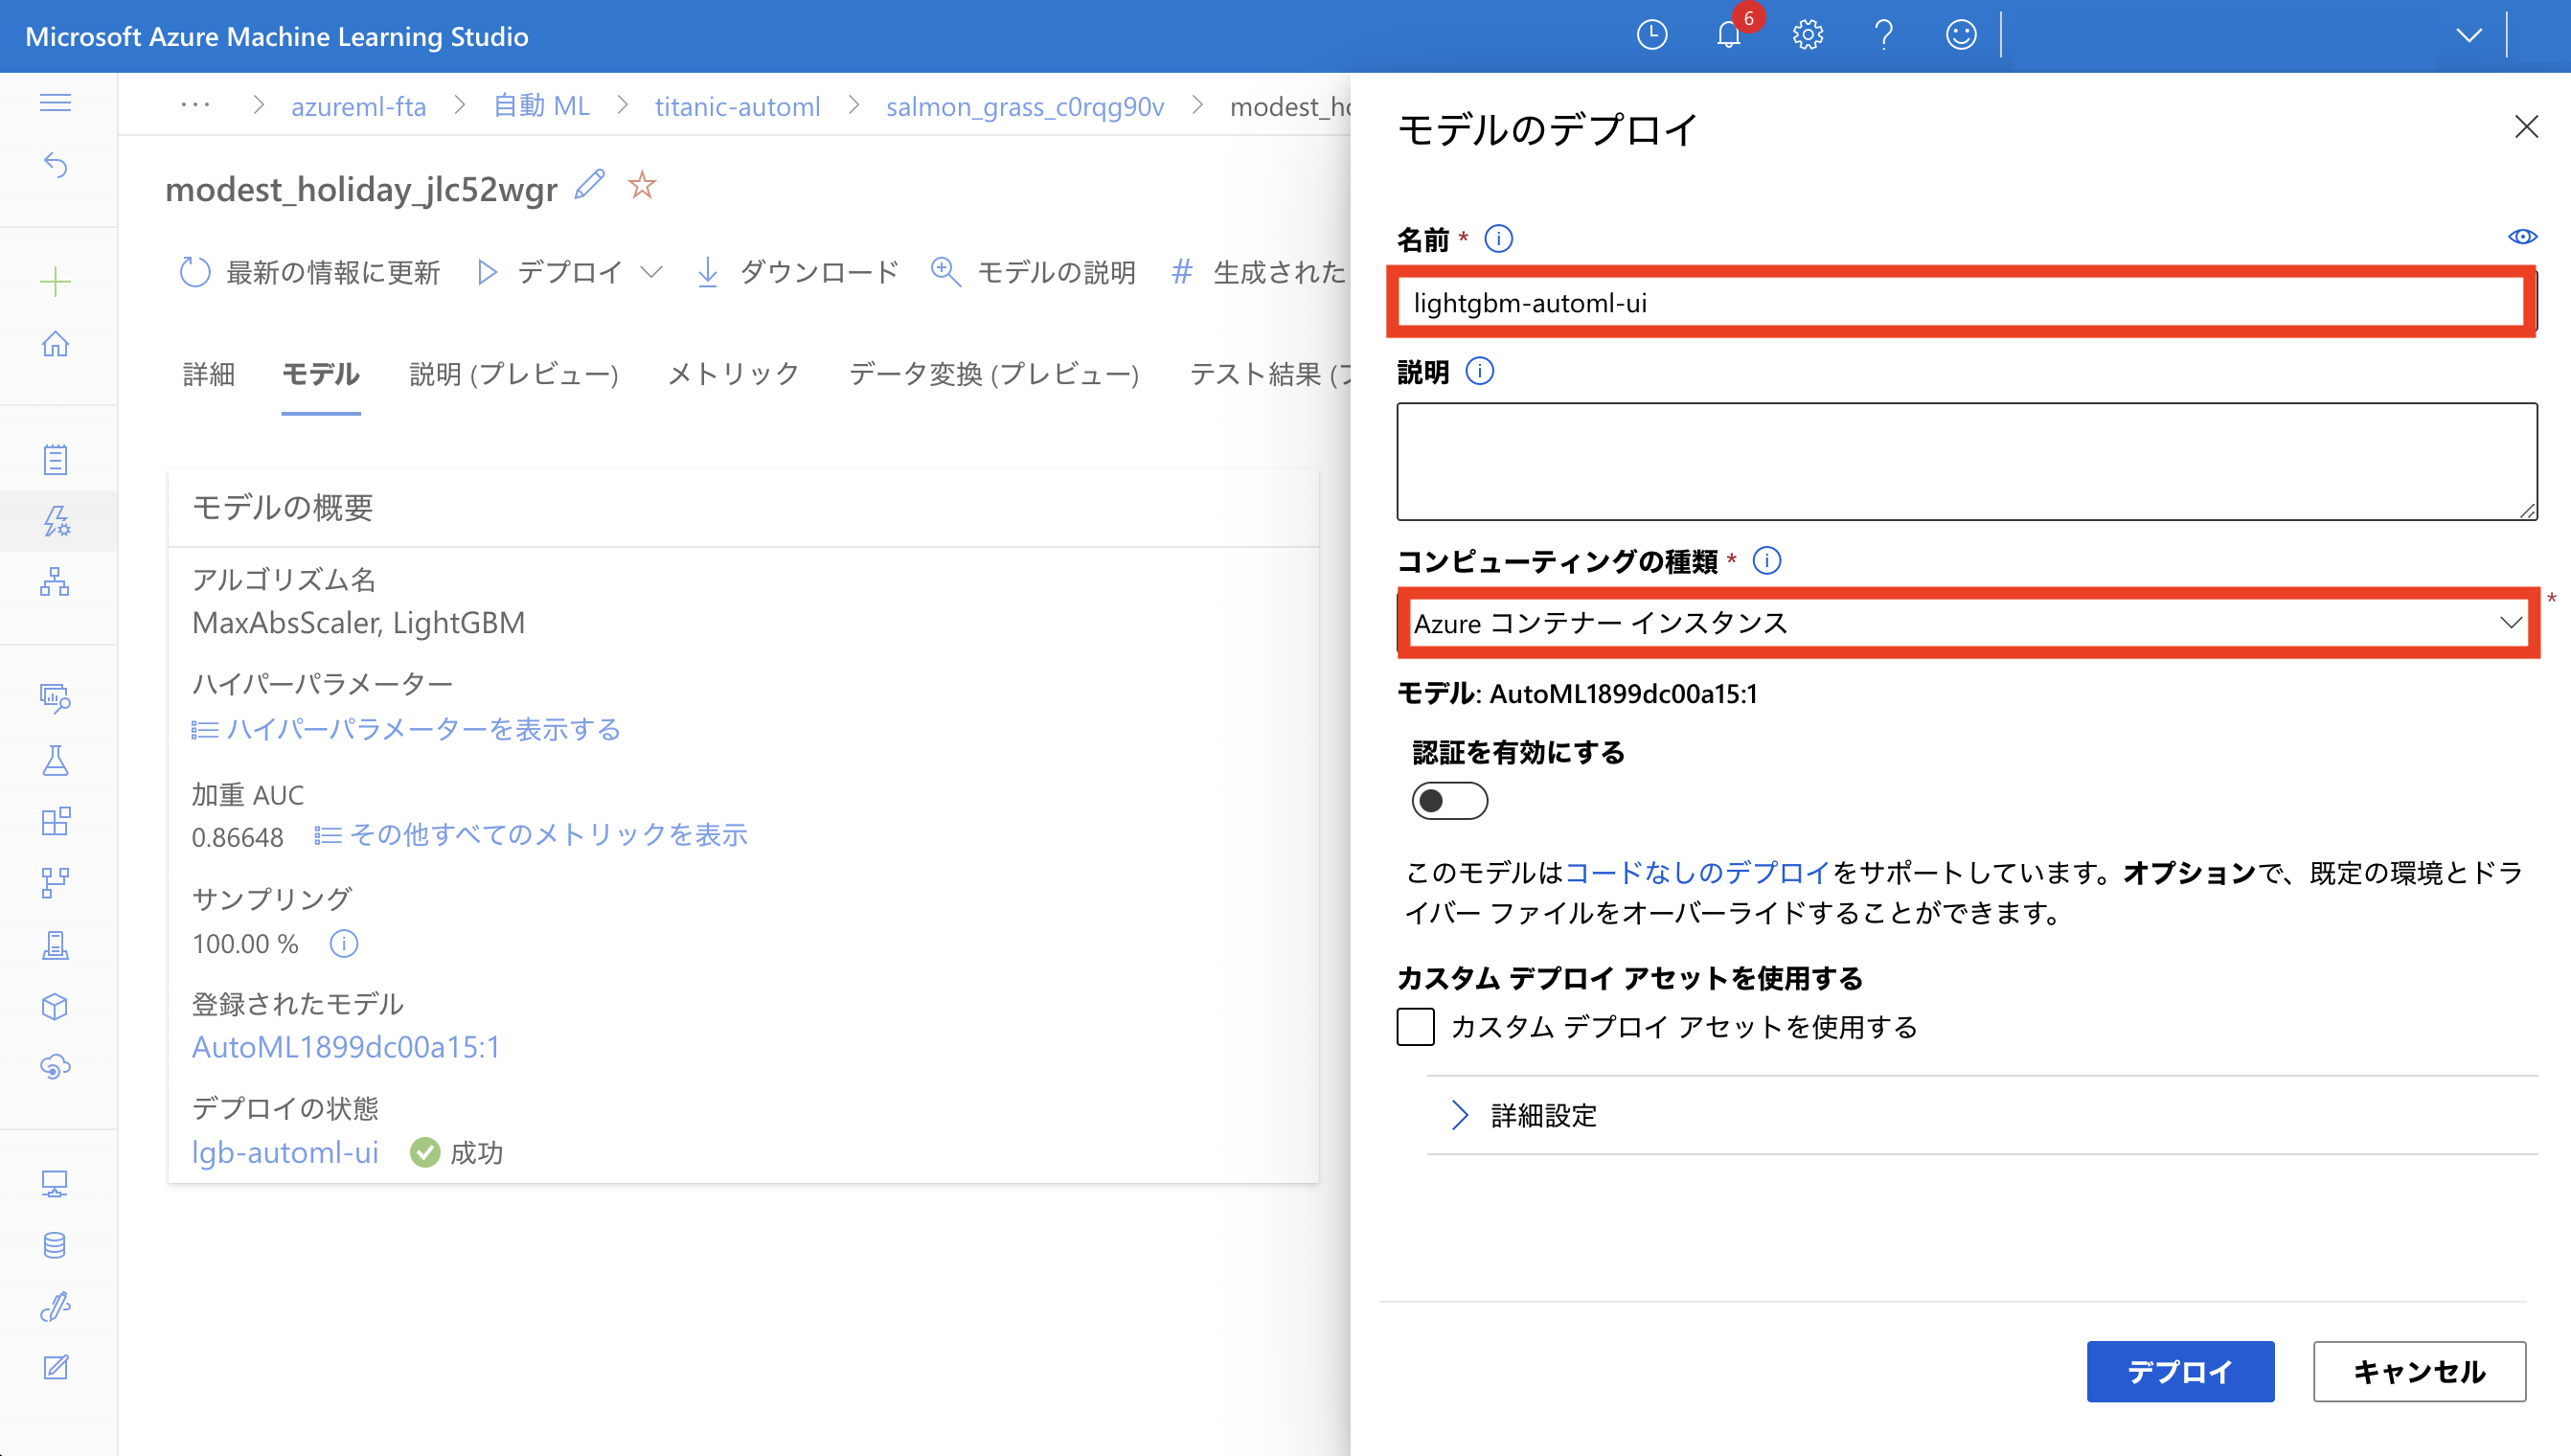 Microsoft Azure Machine Learning Studio
6
··· > azureml-fta > 自動 ML > titanic-automl > salmon_grass_c0rqg90v > modest_ho
modest_holiday_jlc52wgr
最新の情報に更新 デプロイ ダウンロード モデルの説明 # 生成された
詳細 モデル 説明 (プレビュー) メトリック データ変換 (プレビュー) テスト結果 (プ
モデルの概要
アルゴリズム名
MaxAbsScaler, LightGBM
ハイパーパラメーター
ハイパーパラメーターを表示する
加重 AUC
0.86648 その他すべてのメトリックを表示
サンプリング
100.00 %
登録されたモデル
AutoML1899dc00a15:1
デプロイの状態
lgb-automl-ui 成功
モデルのデプロイ
名前 *
lightgbm-automl-ui
説明
コンピューティングの種類 *
Azure コンテナー インスタンス *
モデル: AutoML1899dc00a15:1
認証を有効にする
このモデルはコードなしのデプロイをサポートしています。オプションで、既定の環境とドラ
イバー ファイルをオーバーライドすることができます。
カスタム デプロイ アセットを使用する
カスタム デプロイ アセットを使用する
詳細設定
デプロイ キャンセル